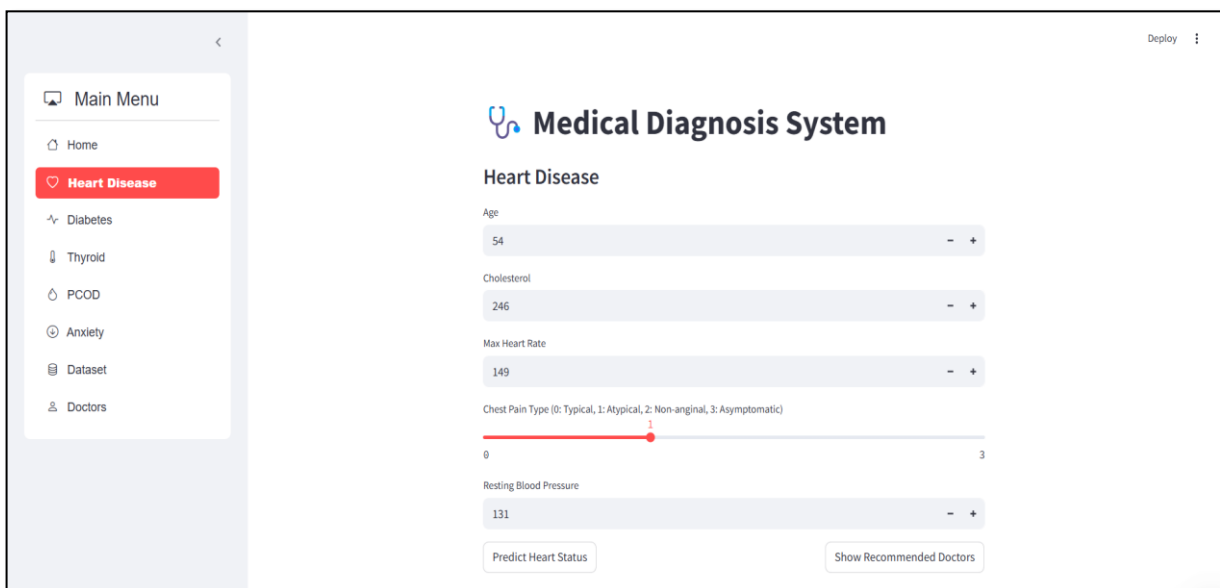 Deploy
Main Menu
Home
Heart Disease
Diabetes
Thyroid
PCOD
Anxiety
Dataset
Doctors
Medical Diagnosis System
Heart Disease
Age
54
Cholesterol
246
Max Heart Rate
149
Chest Pain Type (0: Typical, 1: Atypical, 2: Non-anginal, 3: Asymptomatic)
1
0 3
Resting Blood Pressure
131
Predict Heart Status Show Recommended Doctors